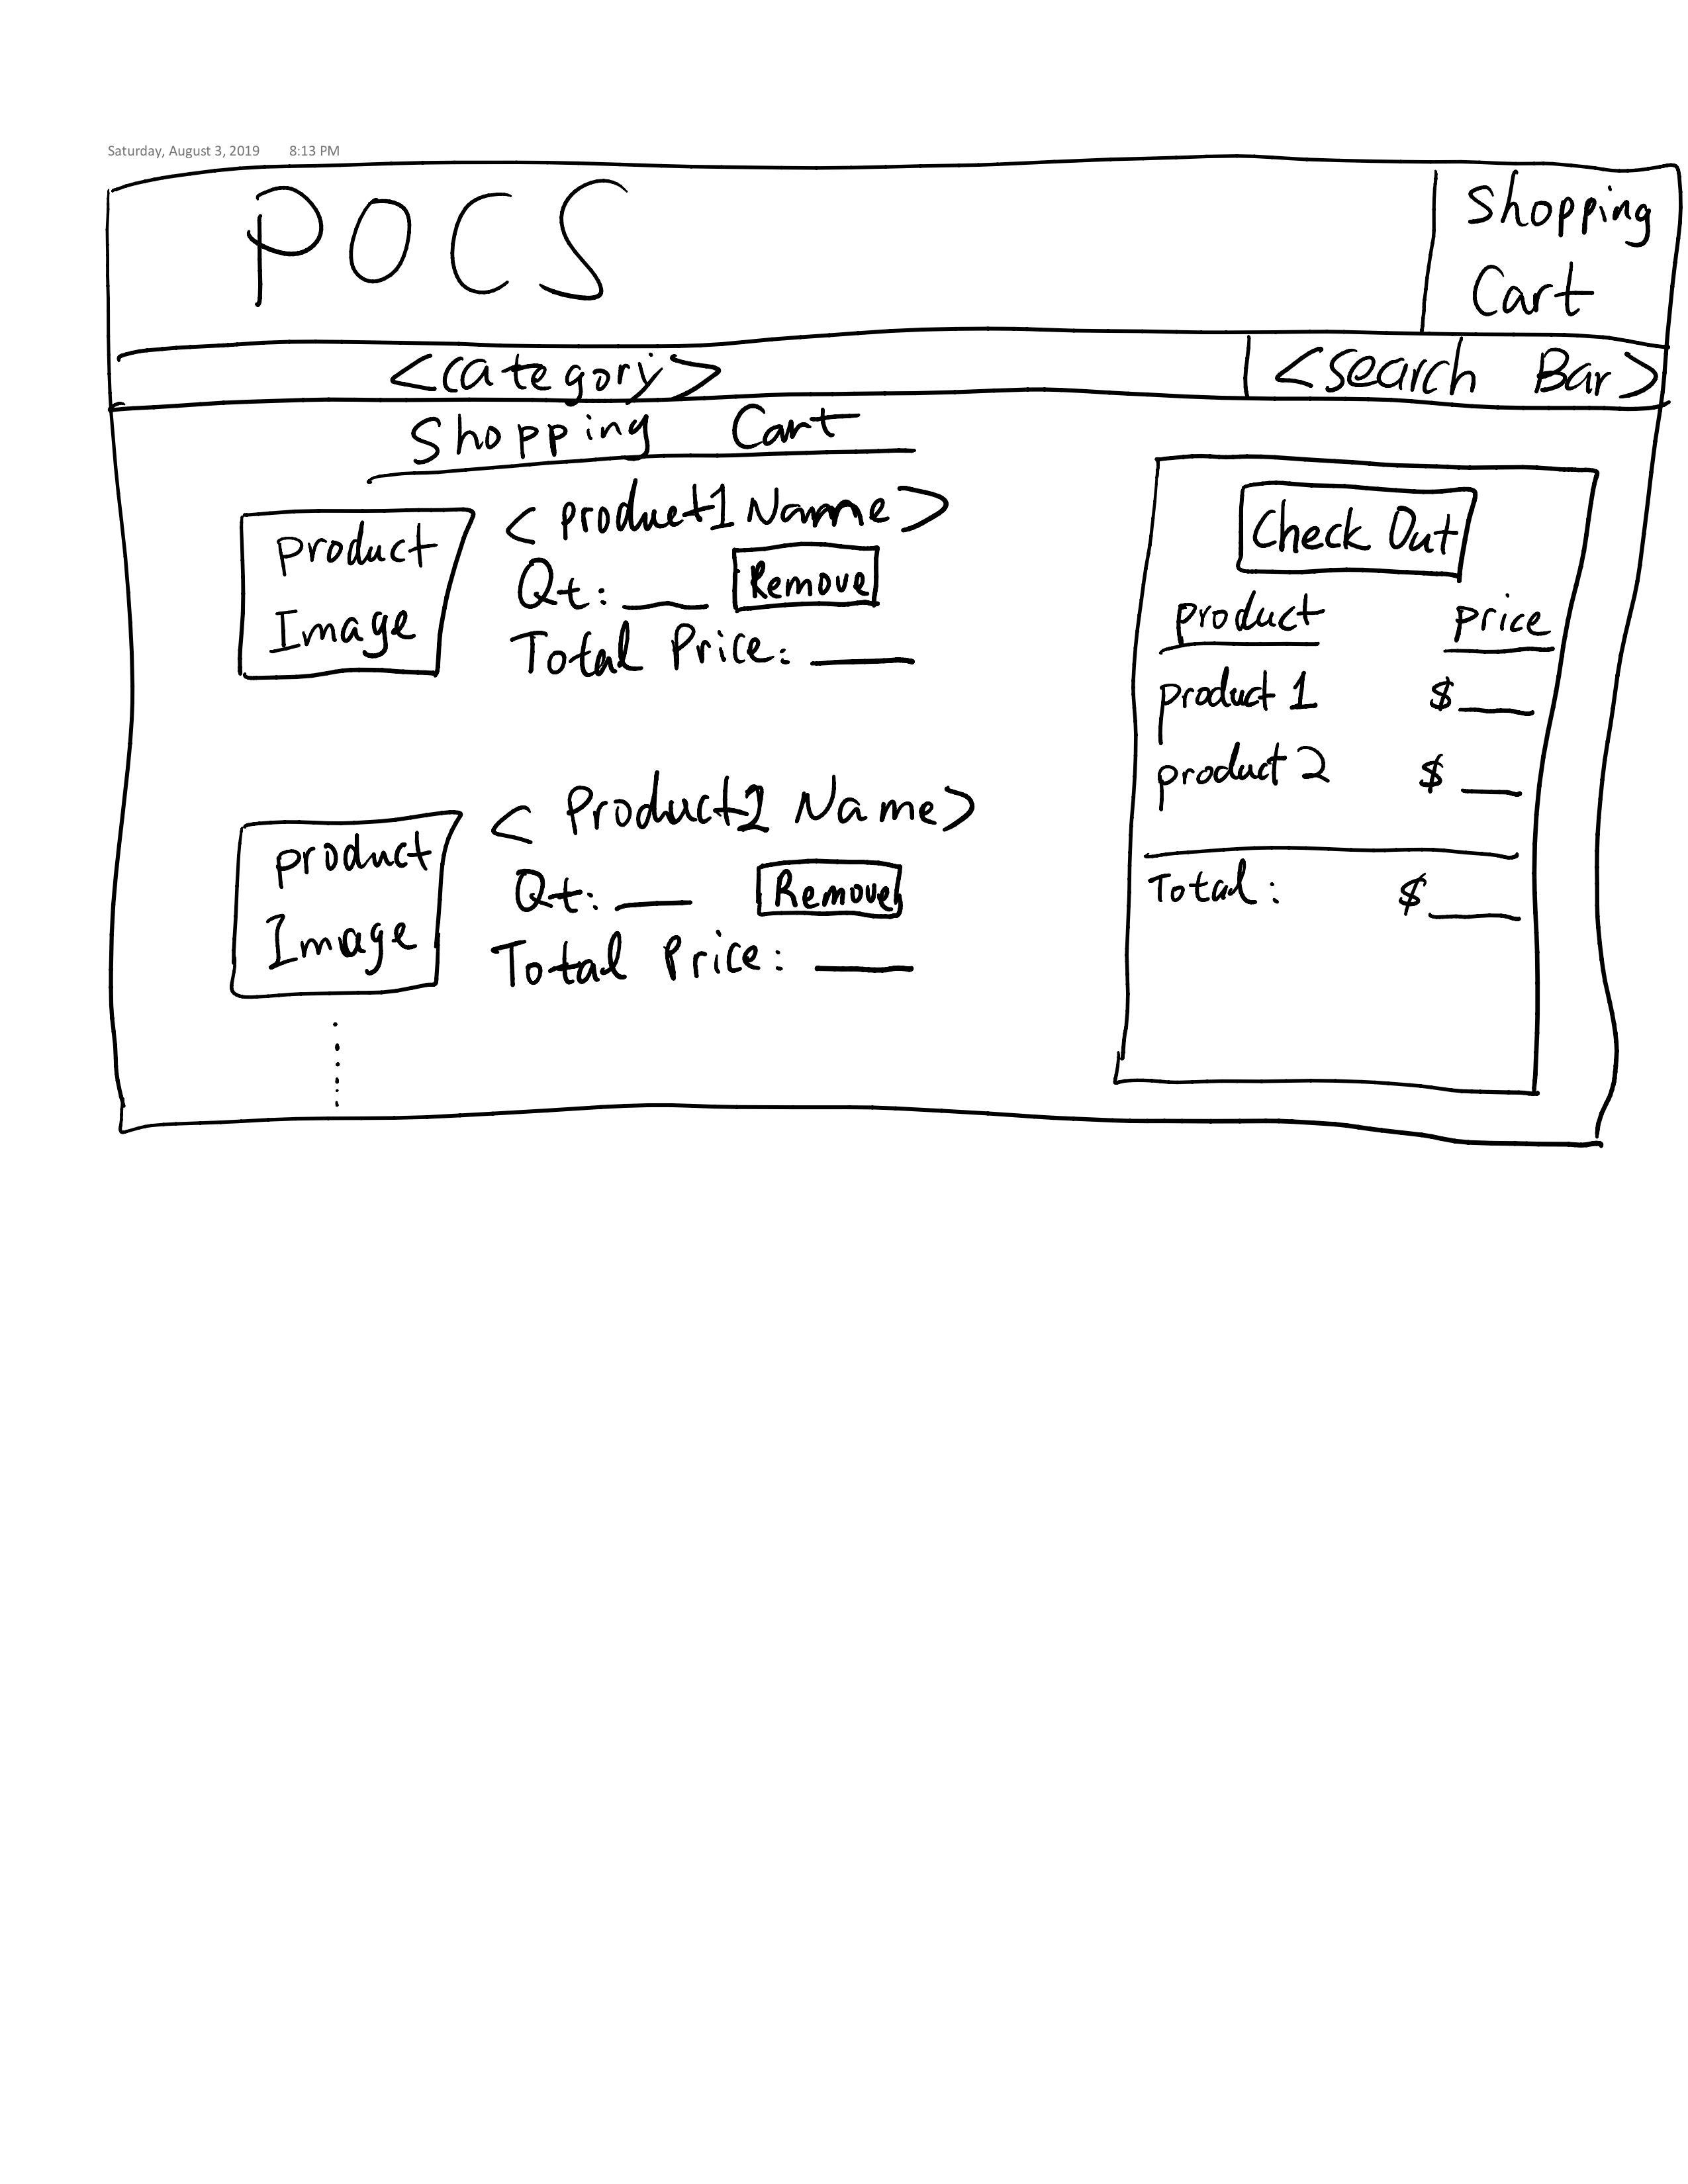 Saturday, August 3, 2019 8:13 PM
POCS
Shopping
Cart
<category>
<search Bar>
Shopping Cart
product
Image
<product1 Name>
Qt: ___ Remove
Total Price: ___
product
Image
<Product2 Name>
Qt: ___ Remove
Total Price: ___
Check Out
product price
product 1 $___
product 2 $___
Total: $___